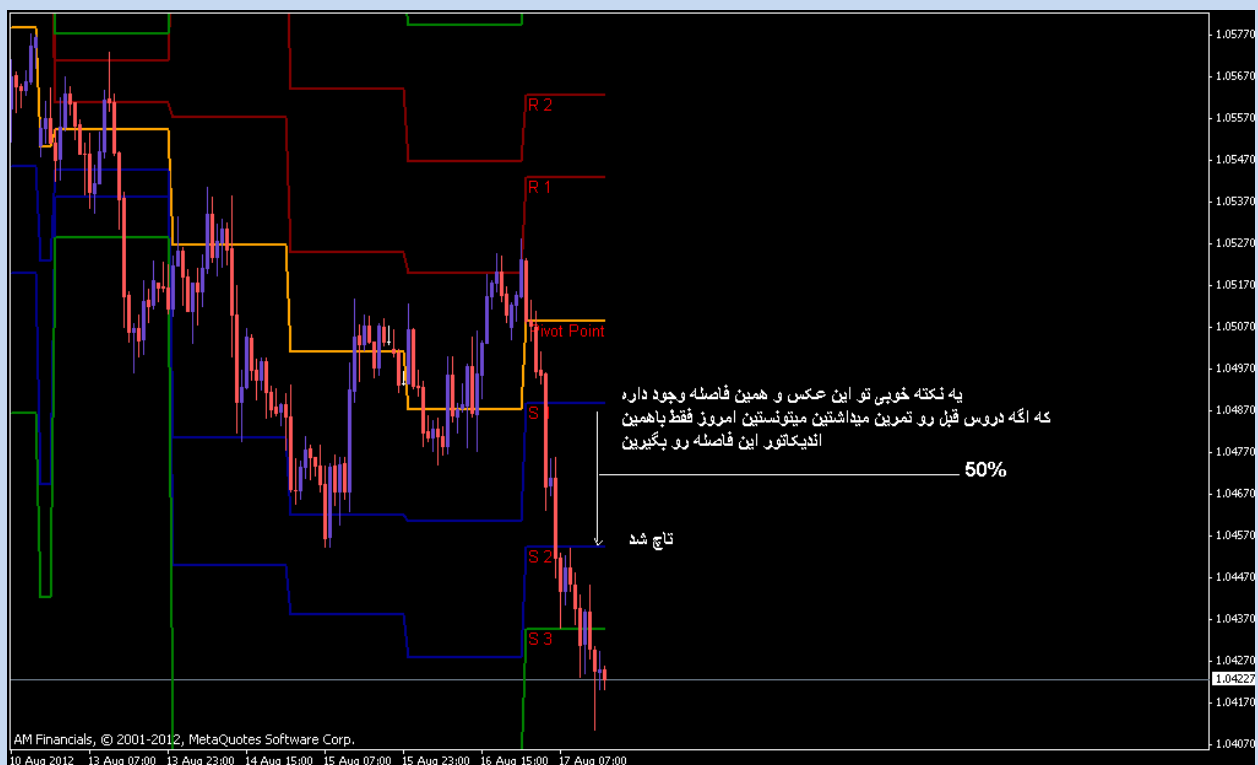 1.05770
1.05670
R 2
1.05570
1.05470
R 1
1.05370
1.05270
1.05170
1.05070
Pivot Point
1.04970
یه نکته خوبی تو این عکس و همین فاصله وجود داره
1.04870
S 1
که اگه دروس قبل رو تمرین میداشتین میتونستین امروز فقط باهمین
اندیکاتور این فاصله رو بگیرین
1.04770
50%
1.04670
1.04570
تاچ شد
S 2
1.04470
1.04370
S 3
1.04270
1.04227
1.04170
AM Financials, © 2001-2012, MetaQuotes Software Corp.
1.04070
10 Aug 2012 13 Aug 07:00 13 Aug 23:00 14 Aug 15:00 15 Aug 07:00 15 Aug 23:00 16 Aug 15:00 17 Aug 07:00